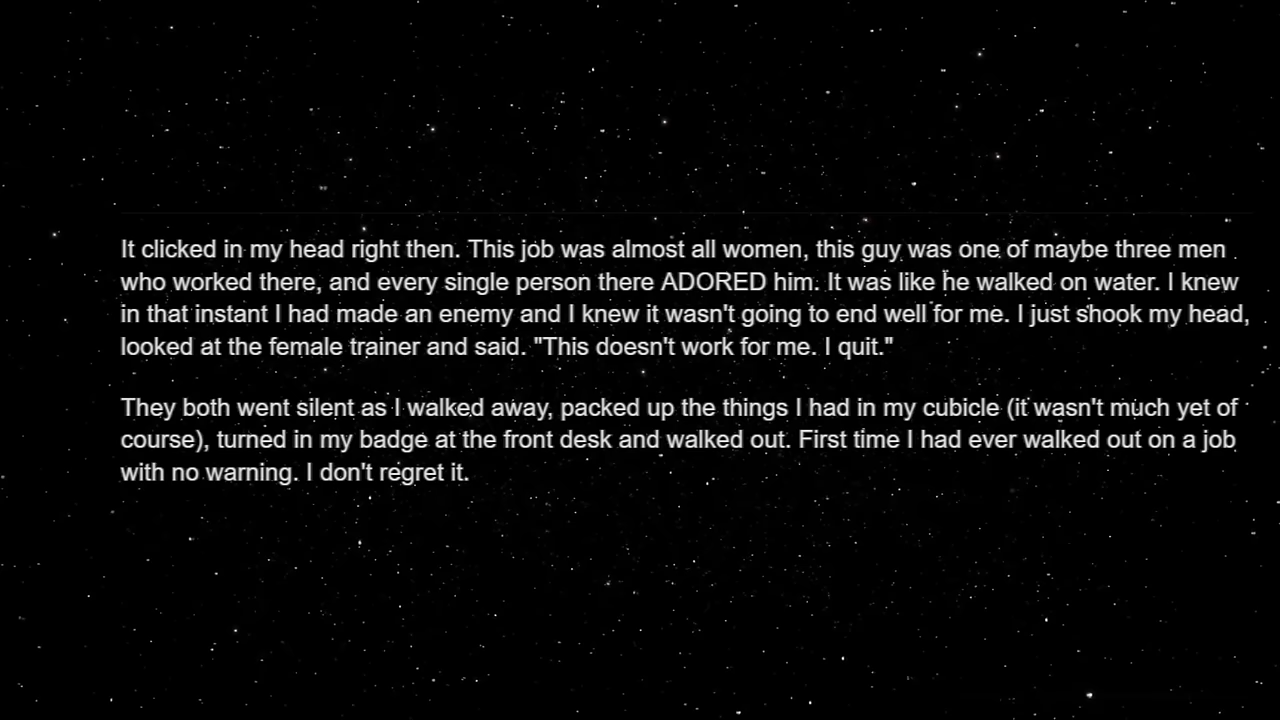 It clicked in my head right then. This job was almost all women, this guy was one of maybe three men
who worked there, and every single person there ADORED him. It was like he walked on water. I knew
in that instant I had made an enemy and I knew it wasn't going to end well for me. I just shook my head,
looked at the female trainer and said. "This doesn't work for me. I quit."
They both went silent as I walked away, packed up the things I had in my cubicle (it wasn't much yet of
course), turned in my badge at the front desk and walked out. First time I had ever walked out on a job
with no warning. I don't regret it.